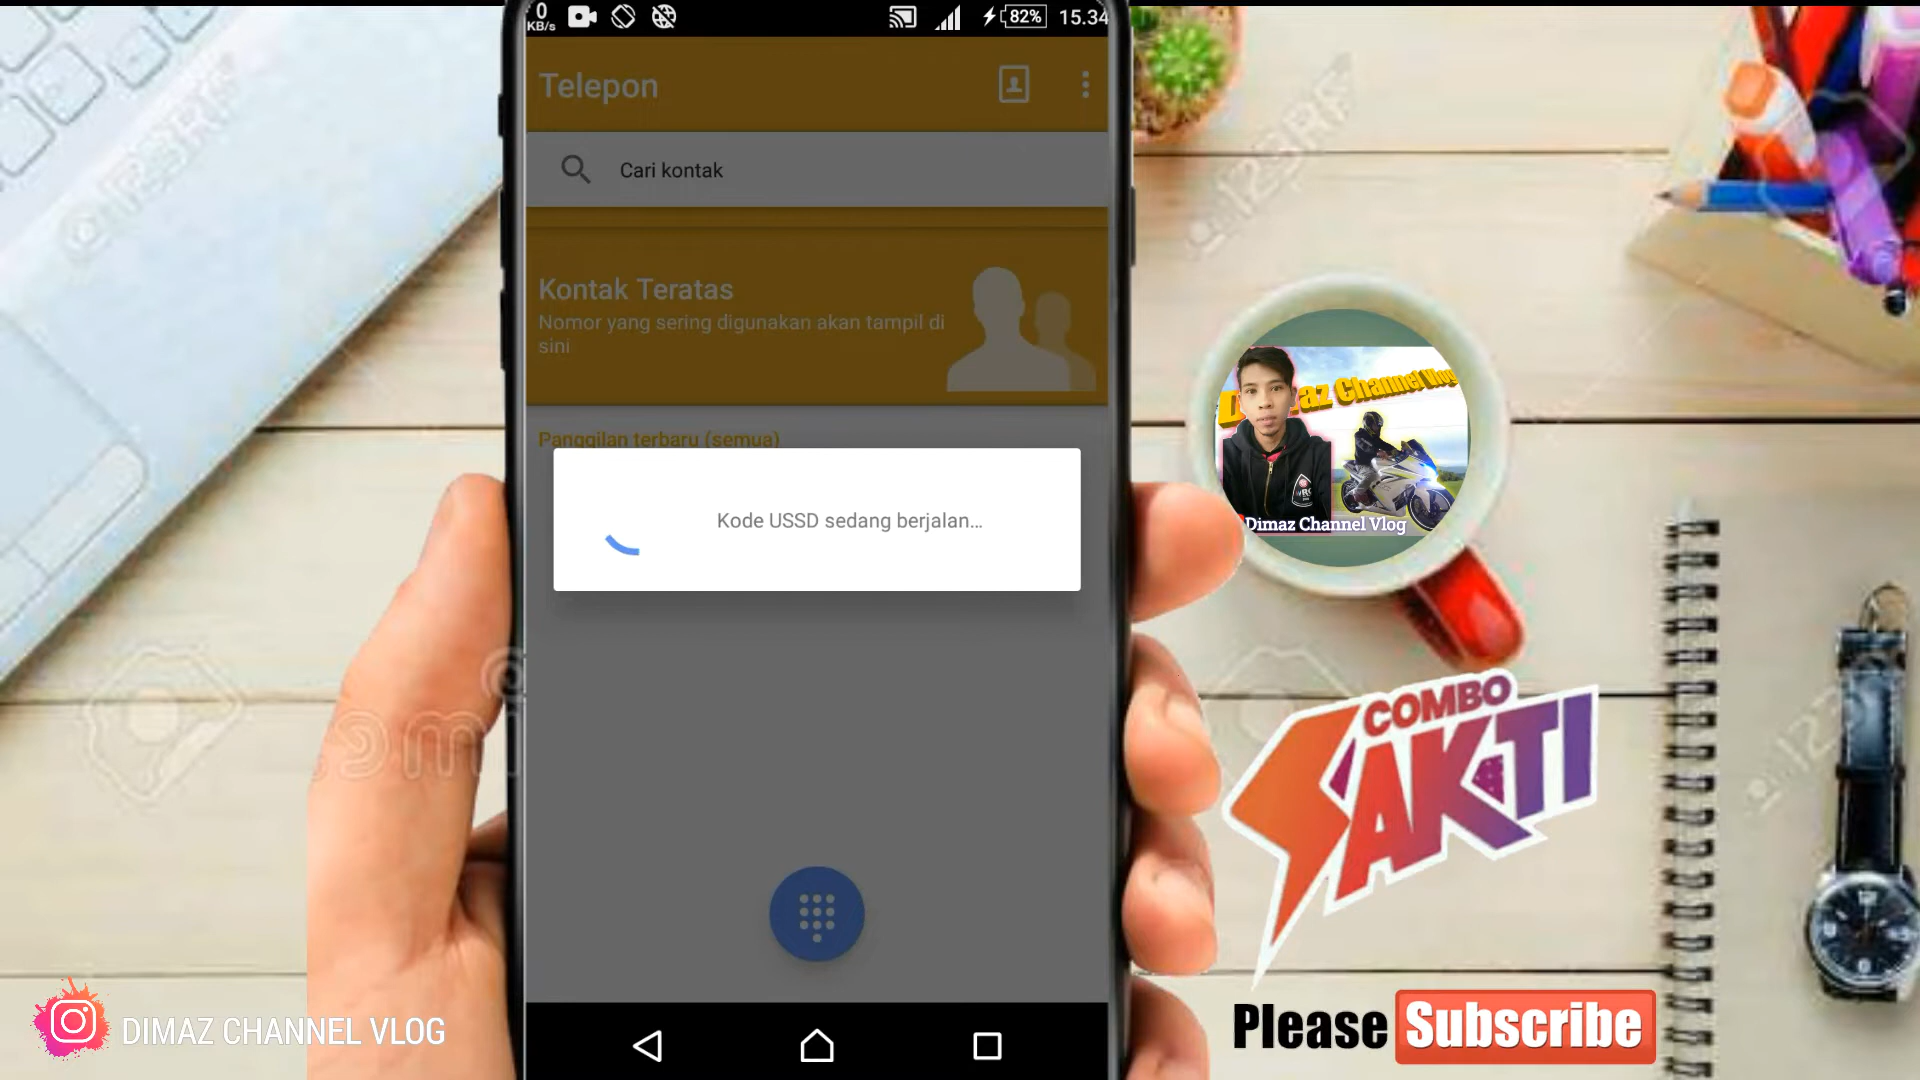 0
KB/s
82%
15.34
Telepon
Cari kontak
Kontak Teratas
Nomor yang sering digunakan akan tampil di
sini
Panggilan terbaru (semua)
Kode USSD sedang berjalan...
Channel Vlog
Dimaz Channel Vlog
COMBO
SAKTI
Please Subscribe
DIMAZ CHANNEL VLOG
123RF